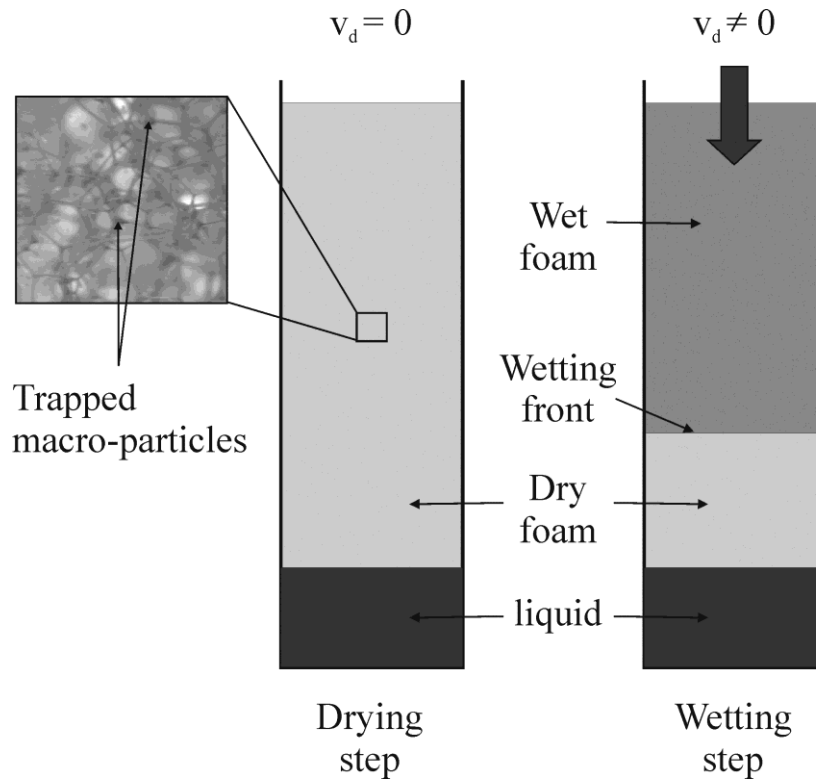 v_d = 0
v_d ≠ 0
Trapped
macro-particles
Wet
foam
Wetting
front
Dry
foam
liquid
Drying
step
Wetting
step